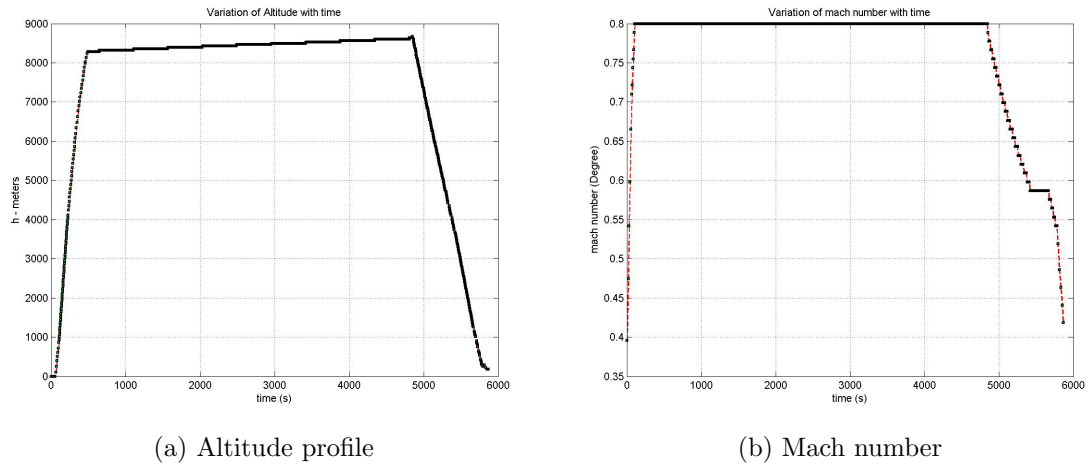 Variation of Altitude with time
9000
8000
7000
6000
5000
4000
3000
2000
1000
0
h - meters
0 1000 2000 3000 4000 5000 6000
time (s)
(a) Altitude profile
Variation of mach number with time
0.8
0.75
0.7
0.65
0.6
0.55
0.5
0.45
0.4
0.35
mach number (Degree)
0 1000 2000 3000 4000 5000 6000
time (s)
(b) Mach number